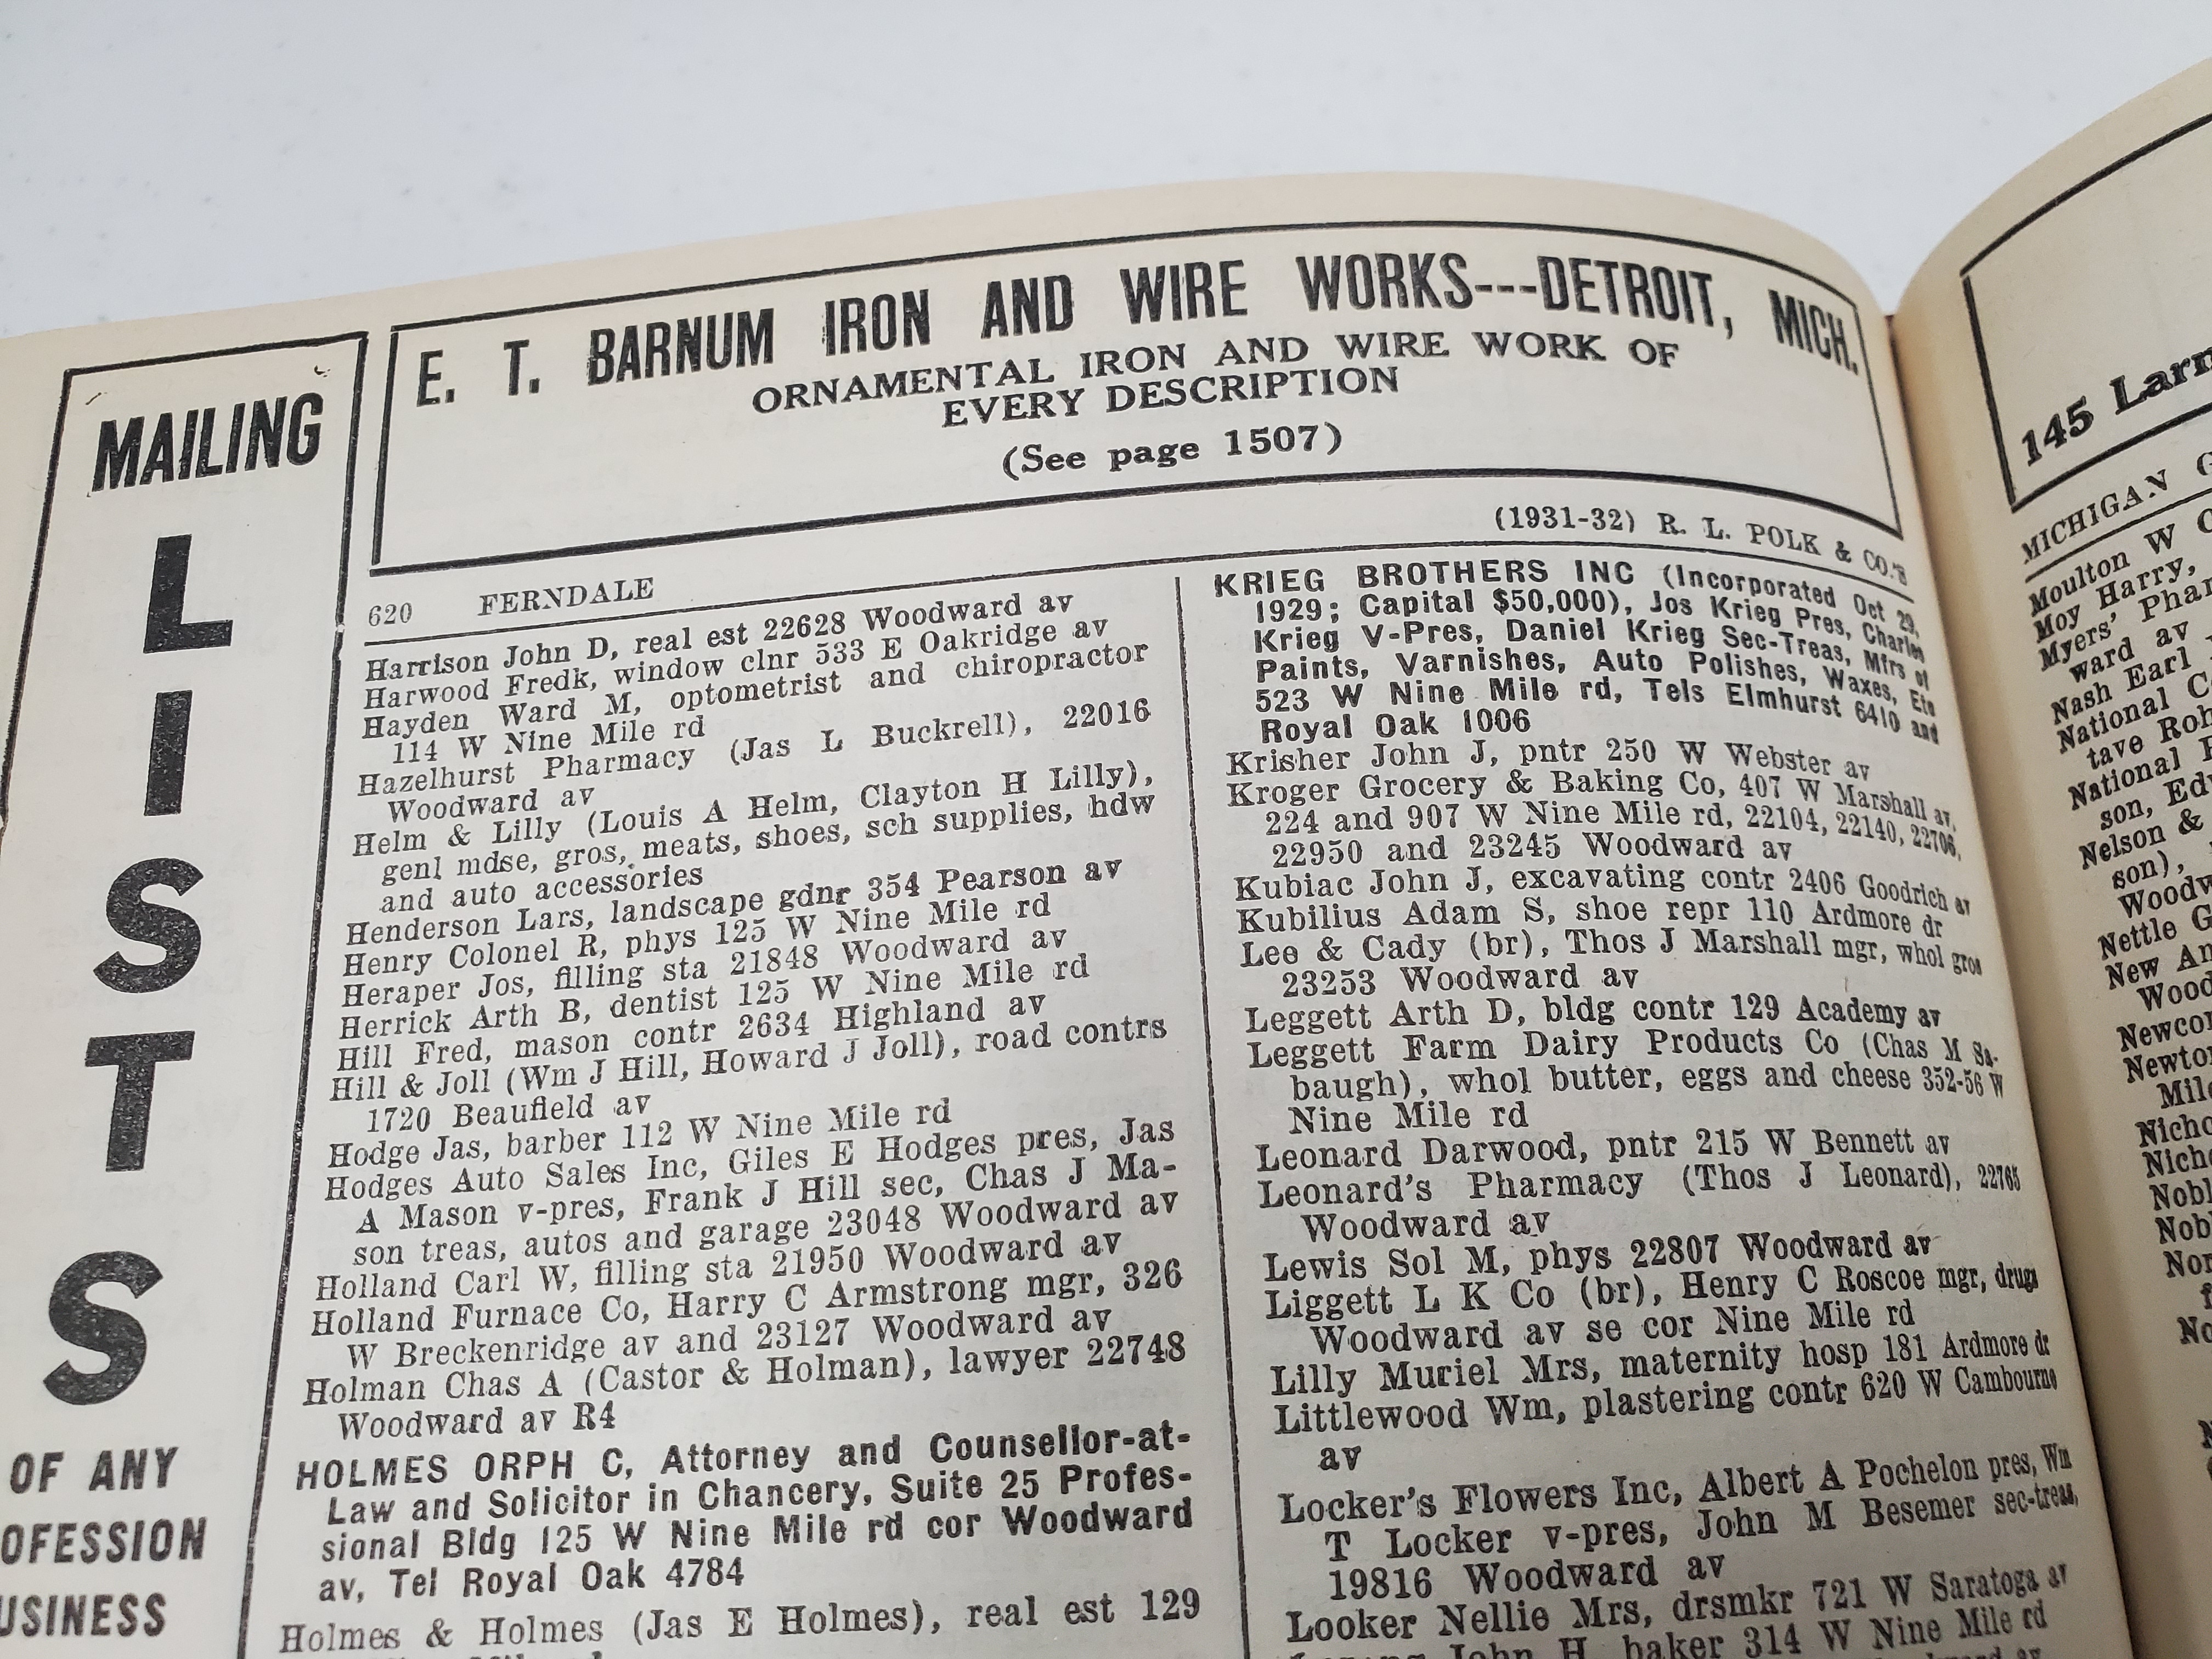 MAILING
L
I
S
T
S
OF ANY
OFESSION
USINESS
E. T. BARNUM IRON AND WIRE WORKS---DETROIT, MICH.
ORNAMENTAL IRON AND WIRE WORK OF
EVERY DESCRIPTION
(See page 1507)
620 FERNDALE (1931-32) R. L. POLK & CO.'S
Harrison John D, real est 22628 Woodward av
Harwood Fredk, window clnr 533 E Oakridge av
Hayden Ward M, optometrist and chiropractor
114 W Nine Mile rd
Hazelhurst Pharmacy (Jas L Buckrell), 22016
Woodward av
Helm & Lilly (Louis A Helm, Clayton H Lilly),
genl mdse, gros, meats, shoes, sch supplies, hdw
and auto accessories
Henderson Lars, landscape gdnr 354 Pearson av
Henry Colonel R, phys 125 W Nine Mile rd
Heraper Jos, filling sta 21848 Woodward av
Herrick Arth B, dentist 125 W Nine Mile rd
Hill Fred, mason contr 2634 Highland av
Hill & Joll (Wm J Hill, Howard J Joll), road contrs
1720 Beaufield av
Hodge Jas, barber 112 W Nine Mile rd
Hodges Auto Sales Inc, Giles E Hodges pres, Jas
A Mason v-pres, Frank J Hill sec, Chas J Ma-
son treas, autos and garage 23048 Woodward av
Holland Carl W, filling sta 21950 Woodward av
Holland Furnace Co, Harry C Armstrong mgr, 326
W Breckenridge av and 23127 Woodward av
Holman Chas A (Castor & Holman), lawyer 22748
Woodward av R4
HOLMES ORPH C, Attorney and Counsellor-at-
Law and Solicitor in Chancery, Suite 25 Profes-
sional Bldg 125 W Nine Mile rd cor Woodward
av, Tel Royal Oak 4784
Holmes & Holmes (Jas E Holmes), real est 129
KRIEG BROTHERS INC (Incorporated Oct 29,
1929; Capital $50,000), Jos Krieg Pres, Charles
Krieg V-Pres, Daniel Krieg Sec-Treas, Mfrs of
Paints, Varnishes, Auto Polishes, Waxes, Etc
523 W Nine Mile rd, Tels Elmhurst 6410 and
Royal Oak 1006
Krisher John J, pntr 250 W Webster av
Kroger Grocery & Baking Co, 407 W Marshall av,
224 and 907 W Nine Mile rd, 22104, 22140, 22706,
22950 and 23245 Woodward av
Kubiac John J, excavating contr 2406 Goodrich av
Kubilius Adam S, shoe repr 110 Ardmore dr
Lee & Cady (br), Thos J Marshall mgr, whol gros
23253 Woodward av
Leggett Arth D, bldg contr 129 Academy av
Leggett Farm Dairy Products Co (Chas M Sa-
baugh), whol butter, eggs and cheese 352-56 W
Nine Mile rd
Leonard Darwood, pntr 215 W Bennett av
Leonard's Pharmacy (Thos J Leonard), 22765
Woodward av
Lewis Sol M, phys 22807 Woodward av
Liggett L K Co (br), Henry C Roscoe mgr, drugs
Woodward av se cor Nine Mile rd
Lilly Muriel Mrs, maternity hosp 181 Ardmore dr
Littlewood Wm, plastering contr 620 W Cambourne
av
Locker's Flowers Inc, Albert A Pochelon pres, Wm
T Locker v-pres, John M Besemer sec-treas,
19816 Woodward av
Looker Nellie Mrs, drsmkr 721 W Saratoga av
John H, baker 314 W Nine Mile rd
145 Larn
MICHIGAN G
Moulton W C
Moy Harry,
Myers' Phar
ward av
Nash Earl
National C
tave Rob
National
son, Ed
Nelson &
son),
Woodw
Nettle G
New An
Wood
Newco
Newto
Mile
Nicho
Nich
Nobl
Nob
Nor
No